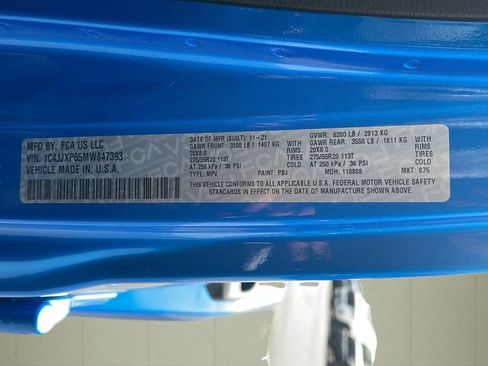 MFD BY: FCA US LLC
VIN: 1C4JJXP65MW847393
VEHICLE MADE IN: U.S.A.
DATE OF MFR (BUILT): 11-21
GAWR FRONT: 3100 LB / 1407 KG
20X8.0
275/55R20 113T
AT 250 kPa / 36 PSI
TYPE: MPV PAINT: PBJ
WITH
RIMS
TIRES
COLD
GVWR: 6200 LB / 2813 KG
GAWR REAR: 3550 LB / 1611 KG
20X8.0
275/55R20 113T
AT 250 kPa / 36 PSI
MDH: 110808 MKT: 875
WITH
RIMS
TIRES
COLD
THIS VEHICLE CONFORMS TO ALL APPLICABLE U.S.A. FEDERAL MOTOR VEHICLE SAFETY
STANDARDS IN EFFECT ON THE DATE OF MANUFACTURE SHOWN ABOVE.